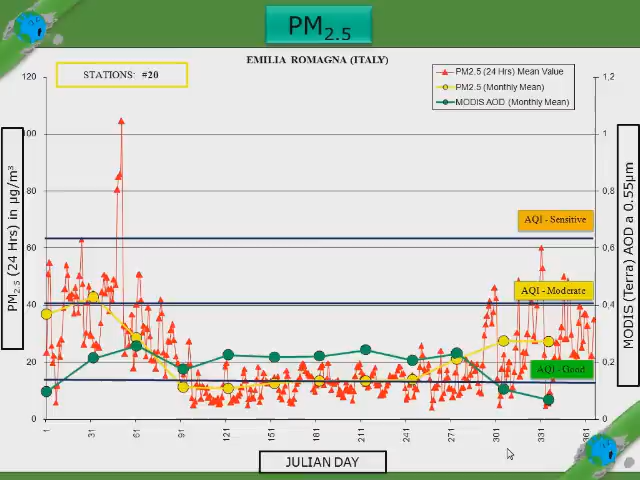 PM2.5
EMILIA ROMAGNA (ITALY)
STATIONS: #20
PM2.5 (24 Hrs) Mean Value
PM2.5 (Monthly Mean)
MODIS AOD (Monthly Mean)
120
100
80
60
40
20
0
1,2
1
0,8
0,6
0,4
0,2
0
AQI - Sensitive
AQI - Moderate
AQI - Good
PM2.5 (24 Hrs) in µg/m³
MODIS (Terra) AOD a 0.55µm
1
31
61
91
121
151
181
211
241
271
301
331
361
JULIAN DAY